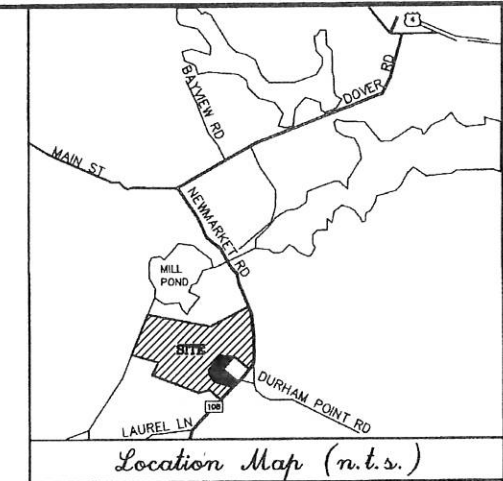 4
DOVER RD
BAYVIEW RD
MAIN ST
NEWMARKET RD
MILL
POND
SITE
DURHAM POINT RD
108
LAUREL LN
Location Map (n.t.s.)